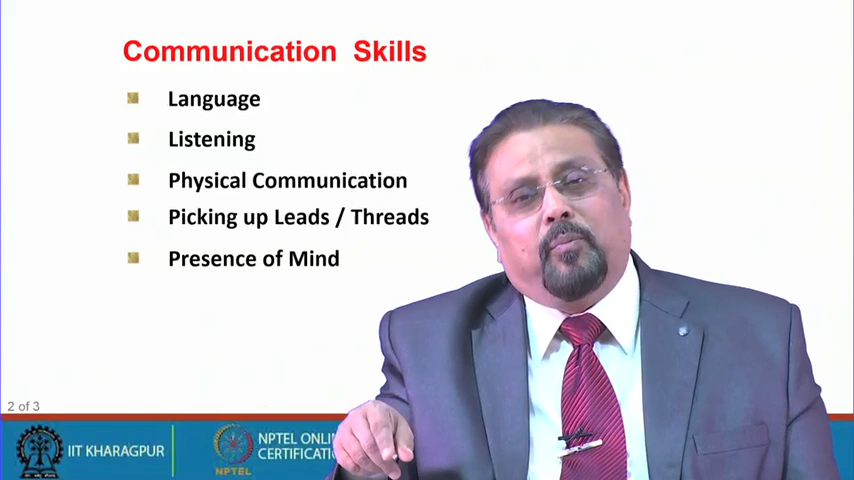 Communication Skills
Language
Listening
Physical Communication
Picking up Leads / Threads
Presence of Mind
2 of 3
IIT KHARAGPUR
NPTEL
NPTEL ONLI
CERTIFICA